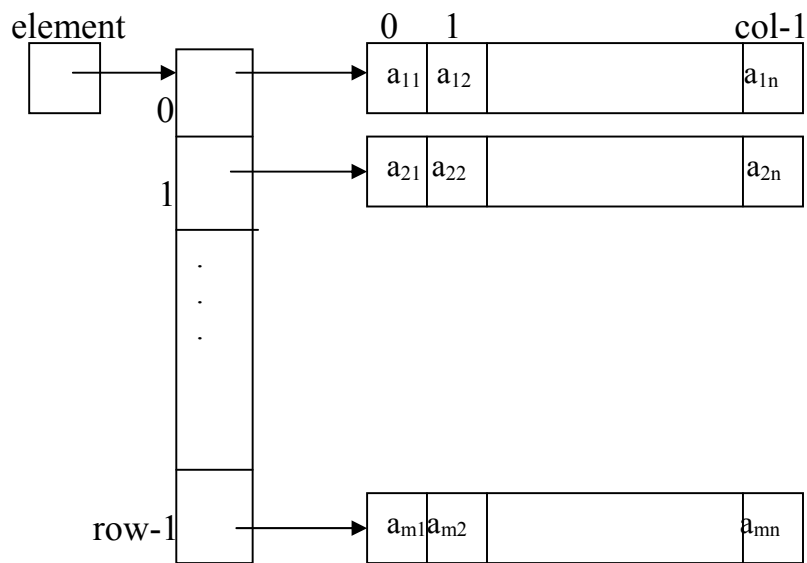 element 0 1 col-1
a₁₁ a₁₂ a₁ₙ
0
a₂₁ a₂₂ a₂ₙ
1
.
.
.
row-1 aₘ₁ aₘ₂ aₘₙ